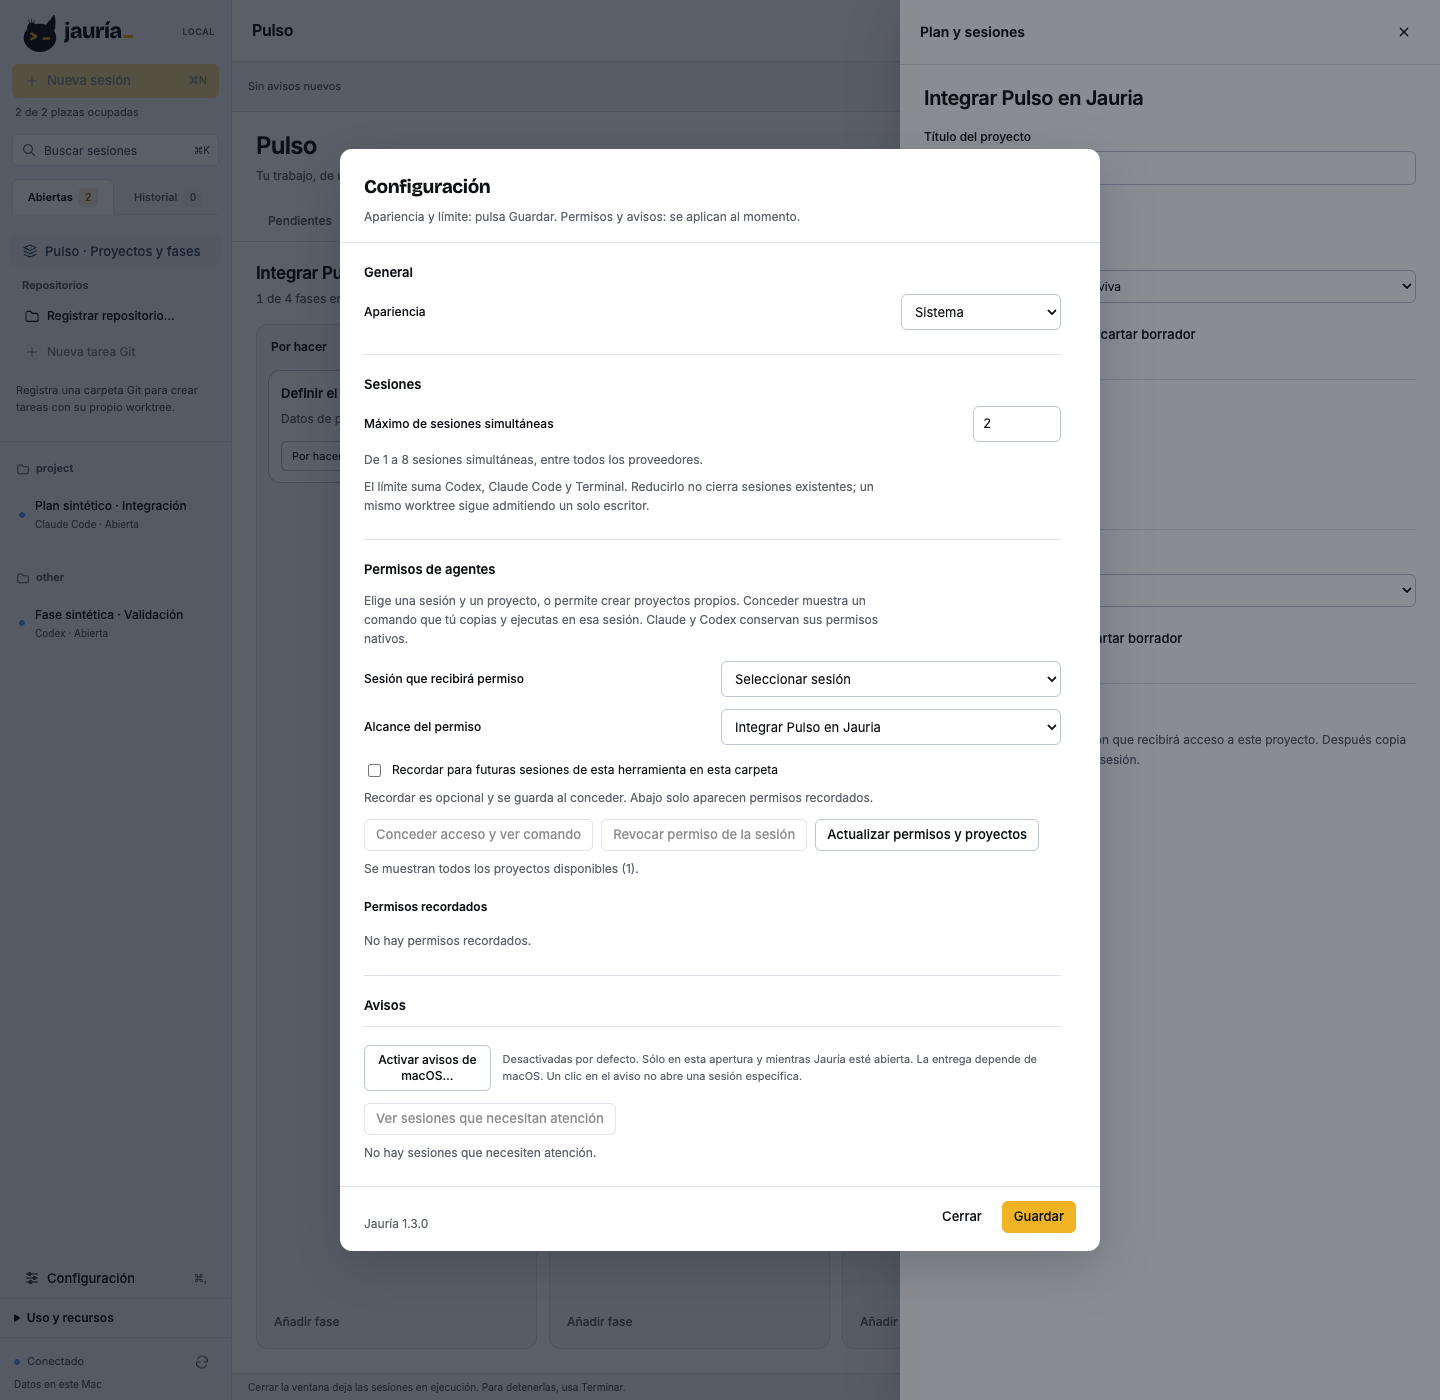 jauría_
LOCAL
Nueva sesión
⌘N
2 de 2 plazas ocupadas
Buscar sesiones
⌘K
Abiertas 2
Historial 0
Pulso · Proyectos y fases
Repositorios
Registrar repositorio...
Nueva tarea Git
Registra una carpeta Git para crear
tareas con su propio worktree.
project
Plan sintético · Integración
Claude Code · Abierta
other
Fase sintética · Validación
Codex · Abierta
Configuración
⌘,
Uso y recursos
Conectado
Datos en este Mac
Pulso
Sin avisos nuevos
Pulso
Tu trabajo, de
Pendientes
Integrar Pu
1 de 4 fases
Por hacer
Definir el
Datos de
Por hacer
Añadir fase
Añadir fase
Añadir
Cerrar la ventana deja las sesiones en ejecución. Para detenerlas, usa Terminar.
Plan y sesiones
Integrar Pulso en Jauria
Título del proyecto
viva
cartar borrador
artar borrador
que recibirá acceso a este proyecto. Después copia
sesión.
Configuración
Apariencia y límite: pulsa Guardar. Permisos y avisos: se aplican al momento.
General
Apariencia
Sistema
Sesiones
Máximo de sesiones simultáneas
2
De 1 a 8 sesiones simultáneas, entre todos los proveedores.
El límite suma Codex, Claude Code y Terminal. Reducirlo no cierra sesiones existentes; un
mismo worktree sigue admitiendo un solo escritor.
Permisos de agentes
Elige una sesión y un proyecto, o permite crear proyectos propios. Conceder muestra un
comando que tú copias y ejecutas en esa sesión. Claude y Codex conservan sus permisos
nativos.
Sesión que recibirá permiso
Seleccionar sesión
Alcance del permiso
Integrar Pulso en Jauria
Recordar para futuras sesiones de esta herramienta en esta carpeta
Recordar es opcional y se guarda al conceder. Abajo solo aparecen permisos recordados.
Conceder acceso y ver comando
Revocar permiso de la sesión
Actualizar permisos y proyectos
Se muestran todos los proyectos disponibles (1).
Permisos recordados
No hay permisos recordados.
Avisos
Activar avisos de
macOS...
Desactivadas por defecto. Sólo en esta apertura y mientras Jauría esté abierta. La entrega depende de
macOS. Un clic en el aviso no abre una sesión específica.
Ver sesiones que necesitan atención
No hay sesiones que necesiten atención.
Jauría 1.3.0
Cerrar
Guardar